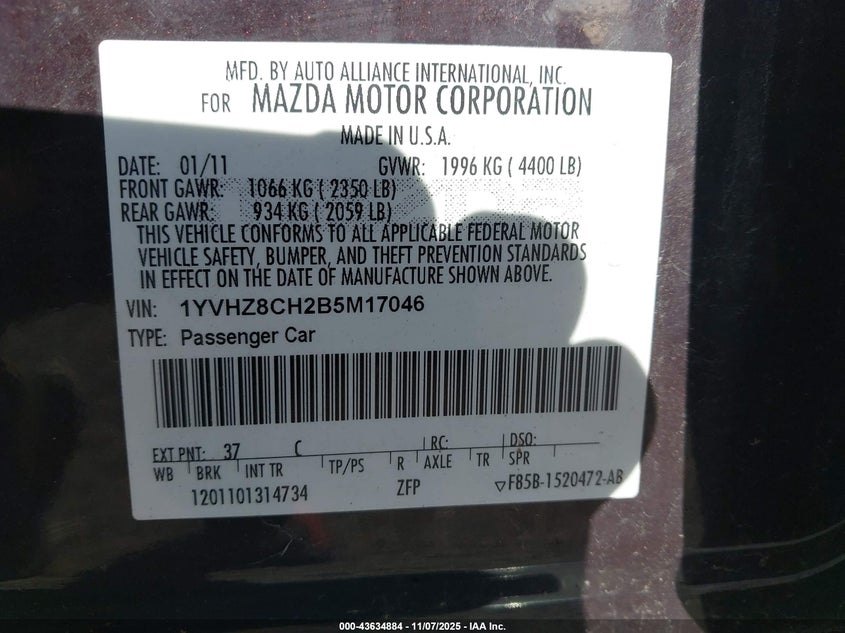 MFD. BY AUTO ALLIANCE INTERNATIONAL, INC.
FOR MAZDA MOTOR CORPORATION
MADE IN U.S.A.
DATE: 01/11 GVWR: 1996 KG ( 4400 LB)
FRONT GAWR: 1066 KG ( 2350 LB)
REAR GAWR: 934 KG ( 2059 LB)
THIS VEHICLE CONFORMS TO ALL APPLICABLE FEDERAL MOTOR
VEHICLE SAFETY, BUMPER, AND THEFT PREVENTION STANDARDS
IN EFFECT ON THE DATE OF MANUFACTURE SHOWN ABOVE.
VIN: 1YVHZ8CH2B5M17046
TYPE: Passenger Car
EXT PNT: 37 C RC: DSO:
WB BRK INT TR TP/PS R AXLE TR SPR
1201101314734 ZFP ▽F85B-1520472-AB
000-43634884 - 11/07/2025 - IAA Inc.